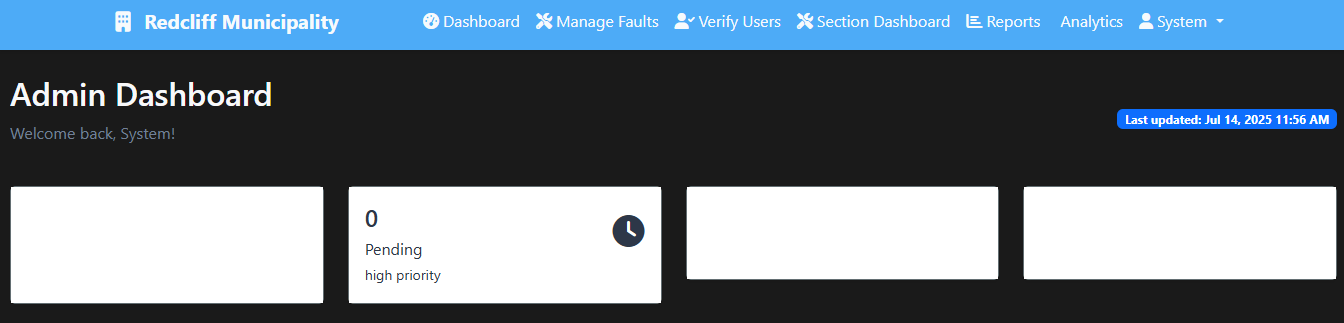 Redcliff Municipality Dashboard Manage Faults Verify Users Section Dashboard Reports Analytics System
Admin Dashboard
Welcome back, System!
Last updated: Jul 14, 2025 11:56 AM
0
Pending
high priority